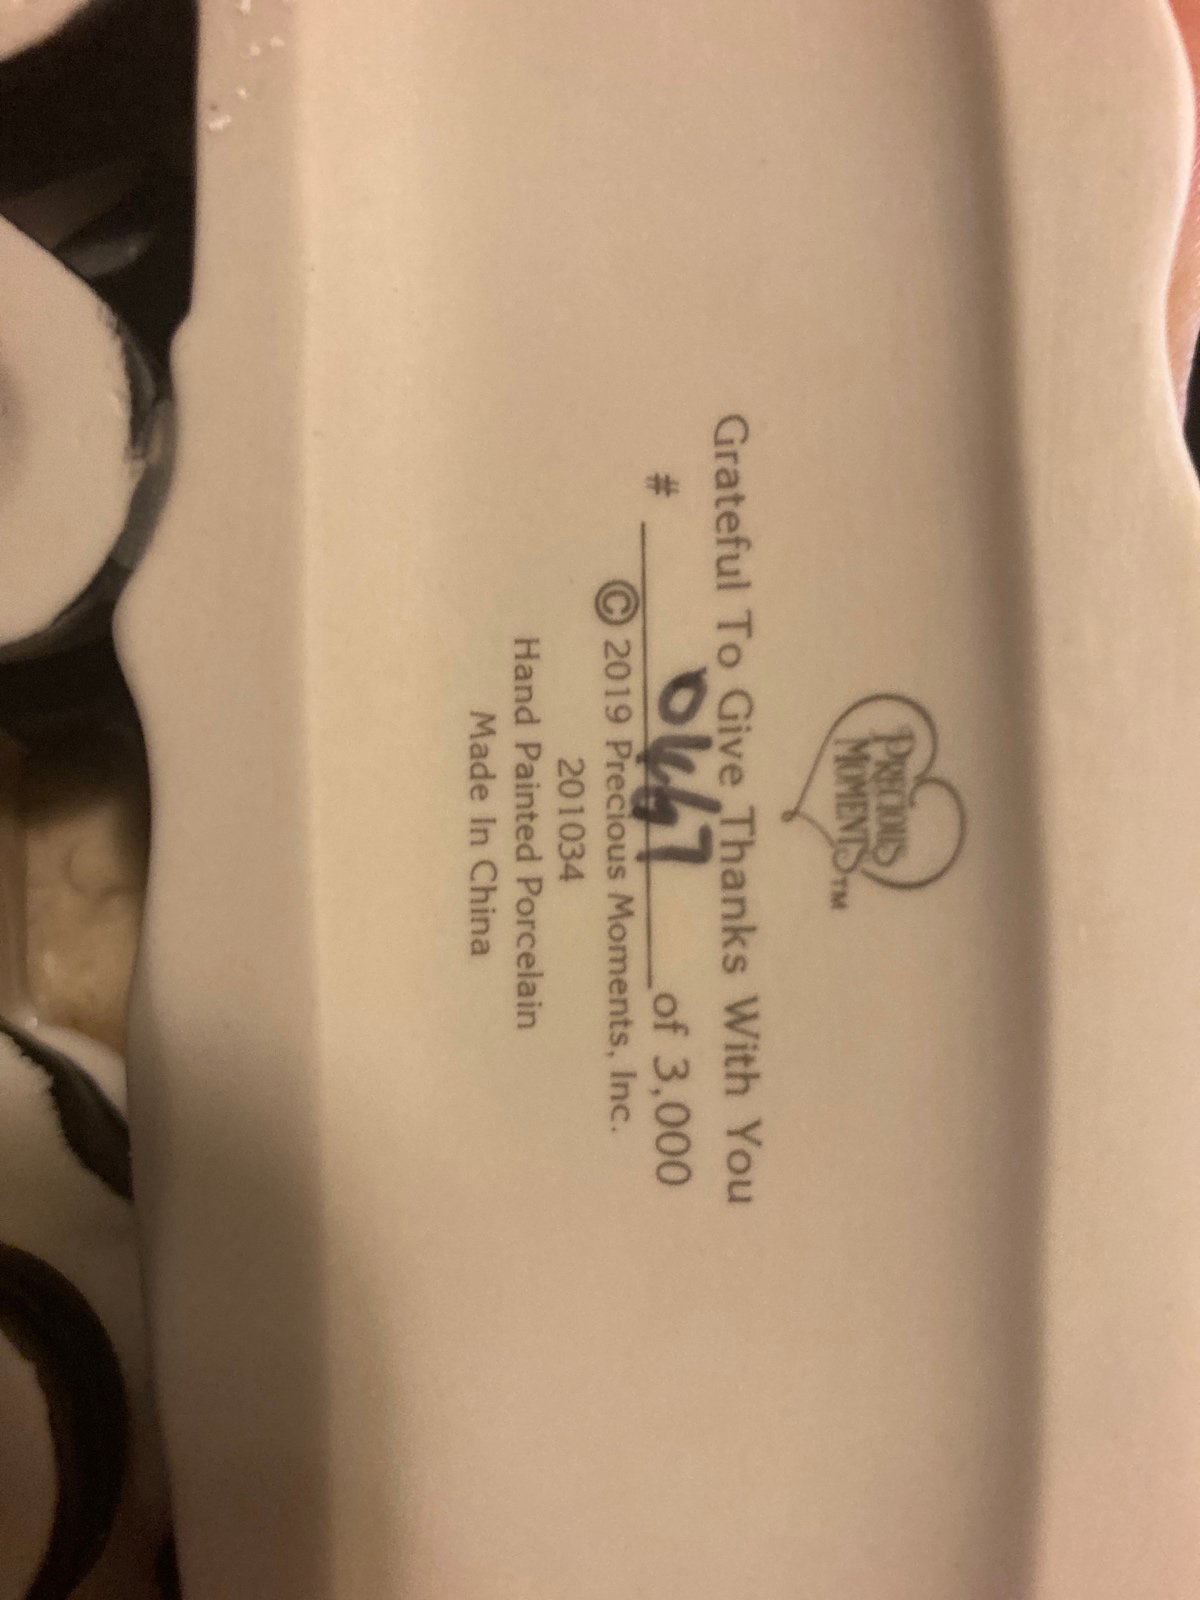 PRECIOUS
MOMENTS™
Grateful To Give Thanks With You
# of 3,000
© 2019 Precious Moments, Inc.
201034
Hand Painted Porcelain
Made In China